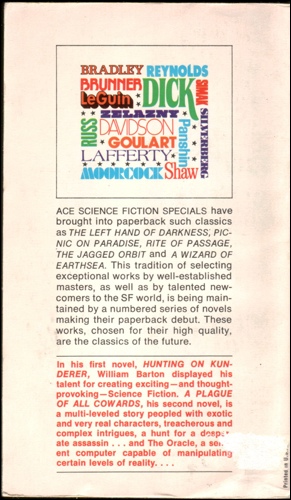 BRADLEY REYNOLDS
BRUNNER
LeGuin DICK SIMAK
ZELAZNY
RUSS DAVIDSON Panshin SILVERBERG
GOULART
LAFFERTY
MOORCOCK Shaw
ACE SCIENCE FICTION SPECIALS have
brought into paperback such classics
as THE LEFT HAND OF DARKNESS, PIC-
NIC ON PARADISE, RITE OF PASSAGE,
THE JAGGED ORBIT and A WIZARD OF
EARTHSEA. This tradition of selecting
exceptional works by well-established
masters, as well as by talented new-
comers to the SF world, is being main-
tained by a numbered series of novels
making their paperback debut. These
works, chosen for their high quality,
are the classics of the future.
In his first novel, HUNTING ON KUN-
DERER, William Barton displayed his
talent for creating exciting—and thought-
provoking—Science Fiction. A PLAGUE
OF ALL COWARDS, his second novel, is
a multi-leveled story peopled with exotic
and very real characters, treacherous and
complex intrigues, a hunt for a
ate assassin . . . and The Oracle, a
ent computer capable of manipulating
certain levels of reality. . . .
Printed in